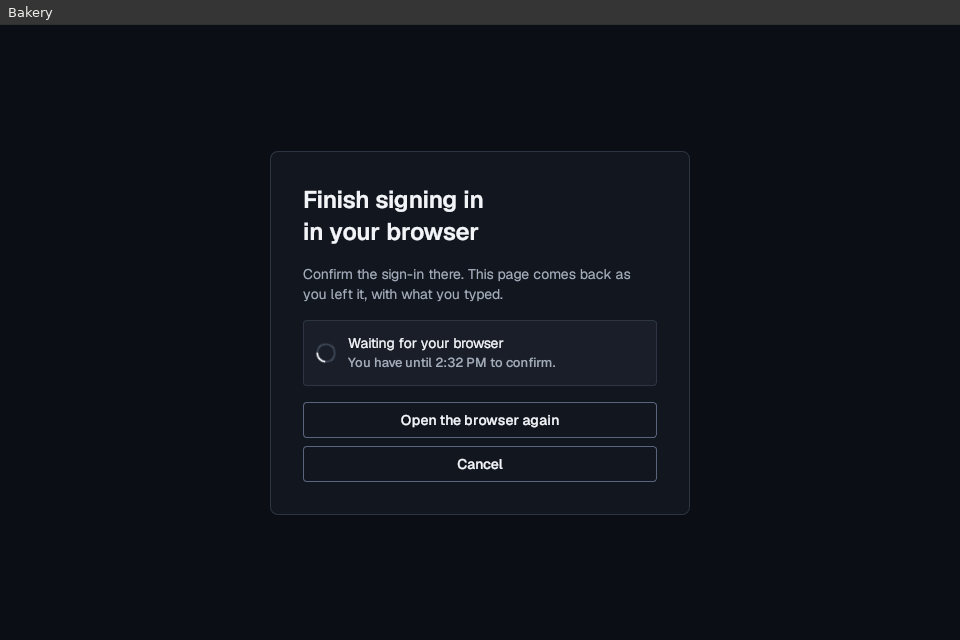 Bakery
Finish signing in
in your browser
Confirm the sign-in there. This page comes back as
you left it, with what you typed.
Waiting for your browser
You have until 2:32 PM to confirm.
Open the browser again
Cancel